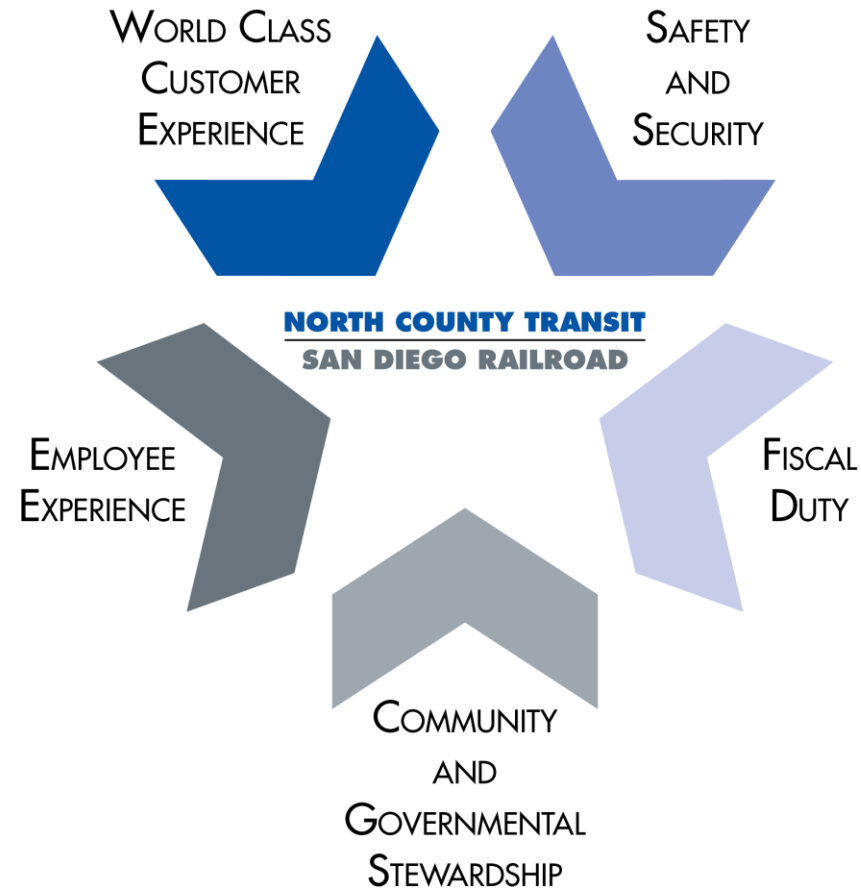 World Class
Customer
Experience
Safety
and
Security
NORTH COUNTY TRANSIT
SAN DIEGO RAILROAD
Employee
Experience
Fiscal
Duty
Community
and
Governmental
Stewardship